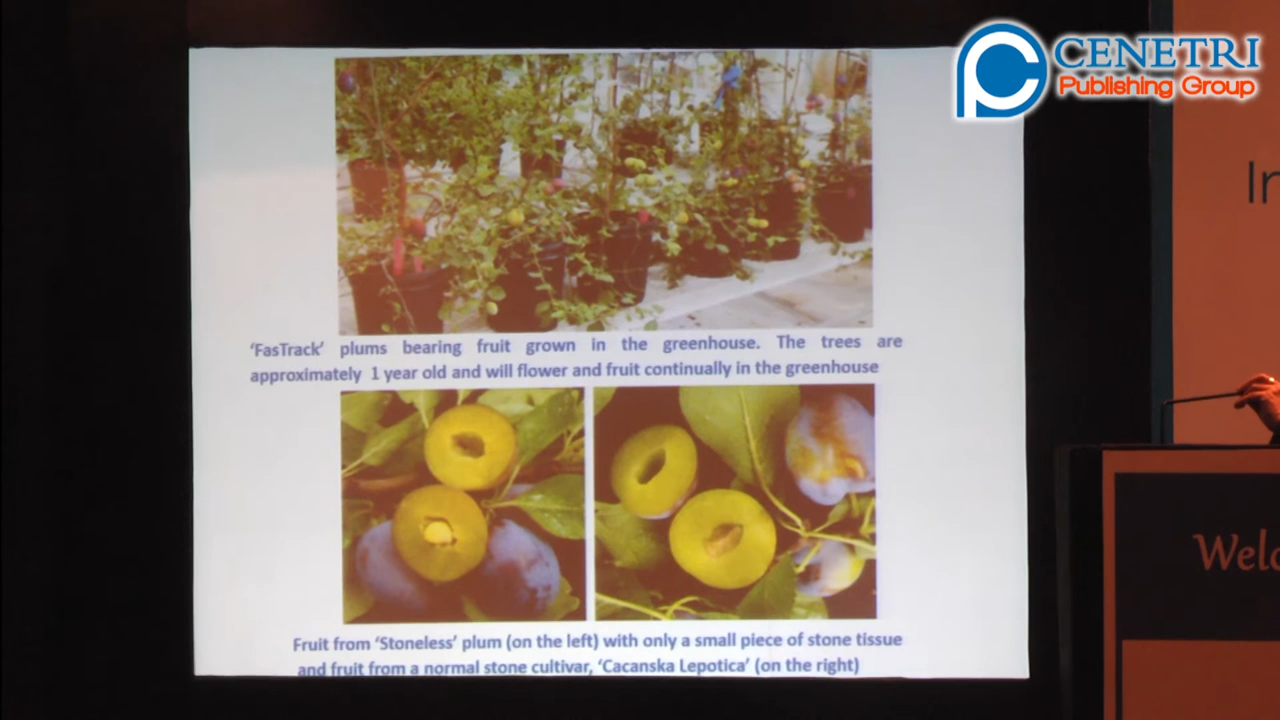 CENETRI
Publishing Group
In
'FasTrack' plums bearing fruit grown in the greenhouse. The trees are
approximately 1 year old and will flower and fruit continually in the greenhouse
Fruit from 'Stoneless' plum (on the left) with only a small piece of stone tissue
and fruit from a normal stone cultivar, 'Cacanska Lepotica' (on the right)
Welc